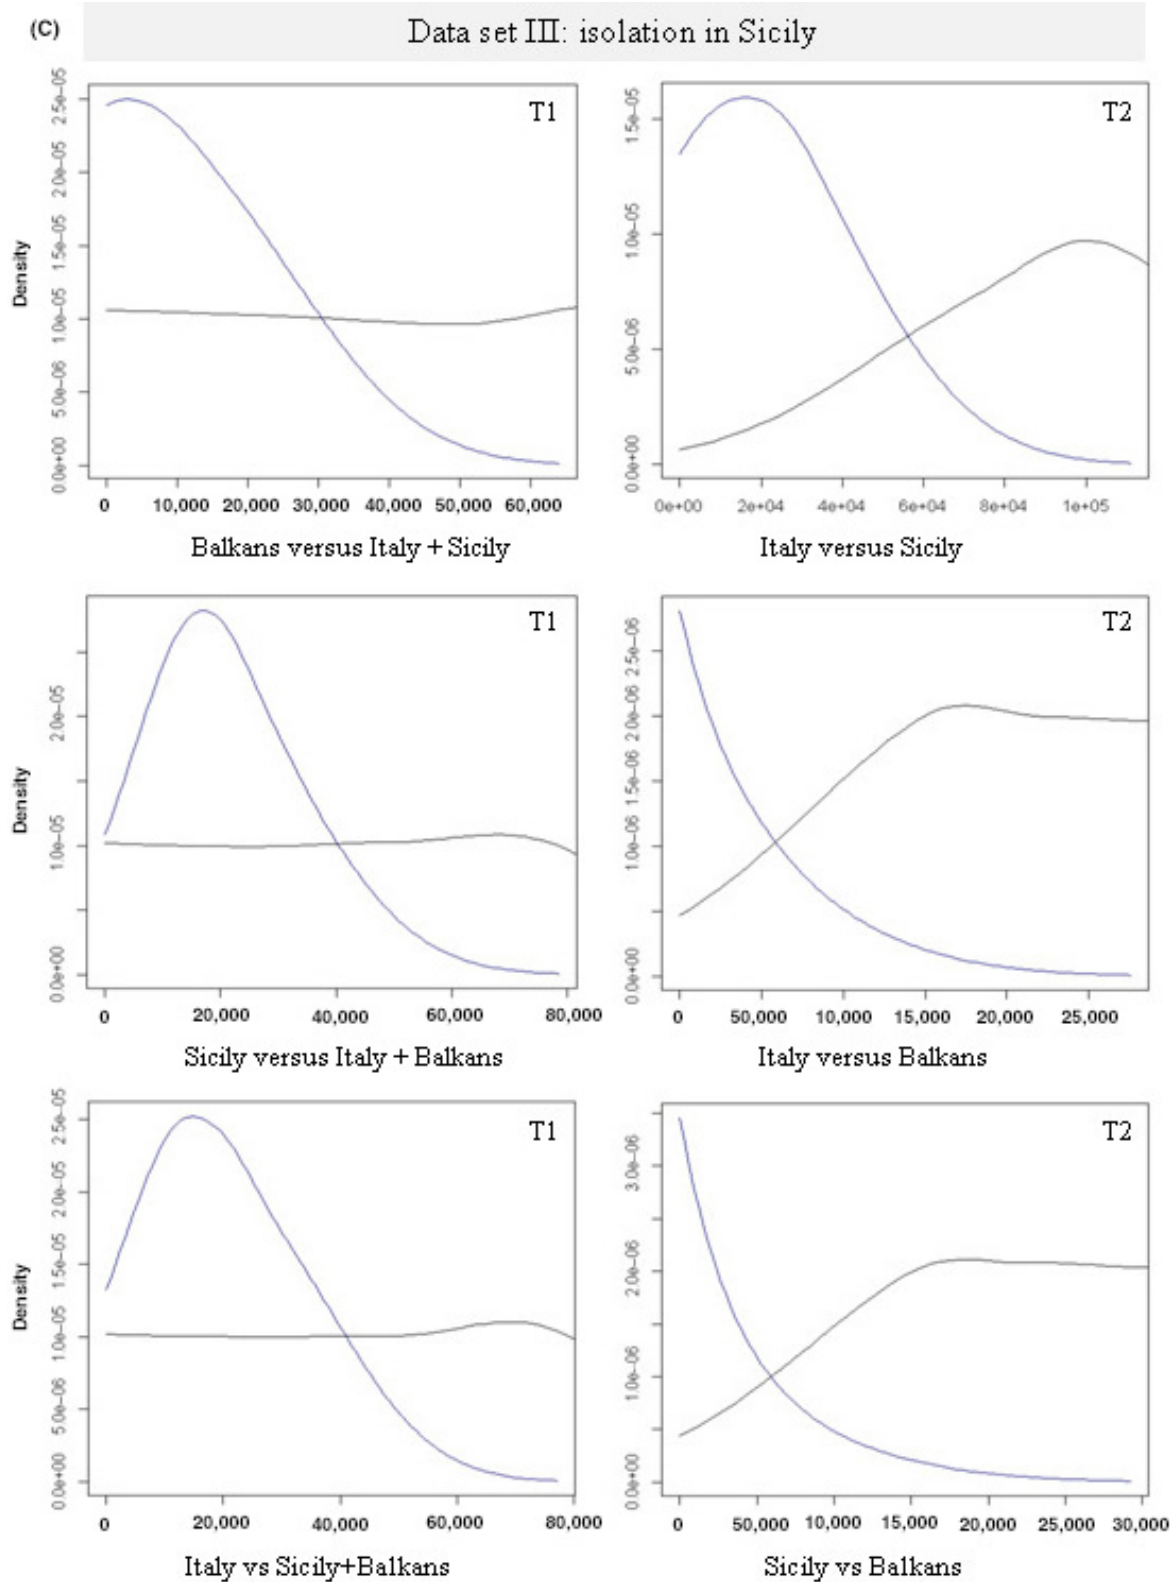 (C)
Data set III: isolation in Sicily
T1
Density
0.0e+00 5.0e-06 1.0e-05 1.5e-05 2.0e-05 2.5e-05
0 10,000 20,000 30,000 40,000 50,000 60,000
Balkans versus Italy + Sicily
T2
0.0e+00 5.0e-06 1.0e-05 1.5e-05
0e+00 2e+04 4e+04 6e+04 8e+04 1e+05
Italy versus Sicily
T1
Density
0.0e+00 1.0e-05 2.0e-05
0 20,000 40,000 60,000 80,000
Sicily versus Italy + Balkans
T2
0.0e+00 5.0e-06 1.0e-06 1.5e-06 2.0e-06 2.5e-06
0 50,000 10,000 15,000 20,000 25,000
Italy versus Balkans
T1
Density
0.0e+00 5.0e-06 1.0e-05 1.5e-05 2.0e-05 2.5e-05
0 20,000 40,000 60,000 80,000
Italy vs Sicily+Balkans
T2
0.0e+00 1.0e-06 2.0e-06 3.0e-06
0 50,000 10,000 15,000 20,000 25,000 30,000
Sicily vs Balkans